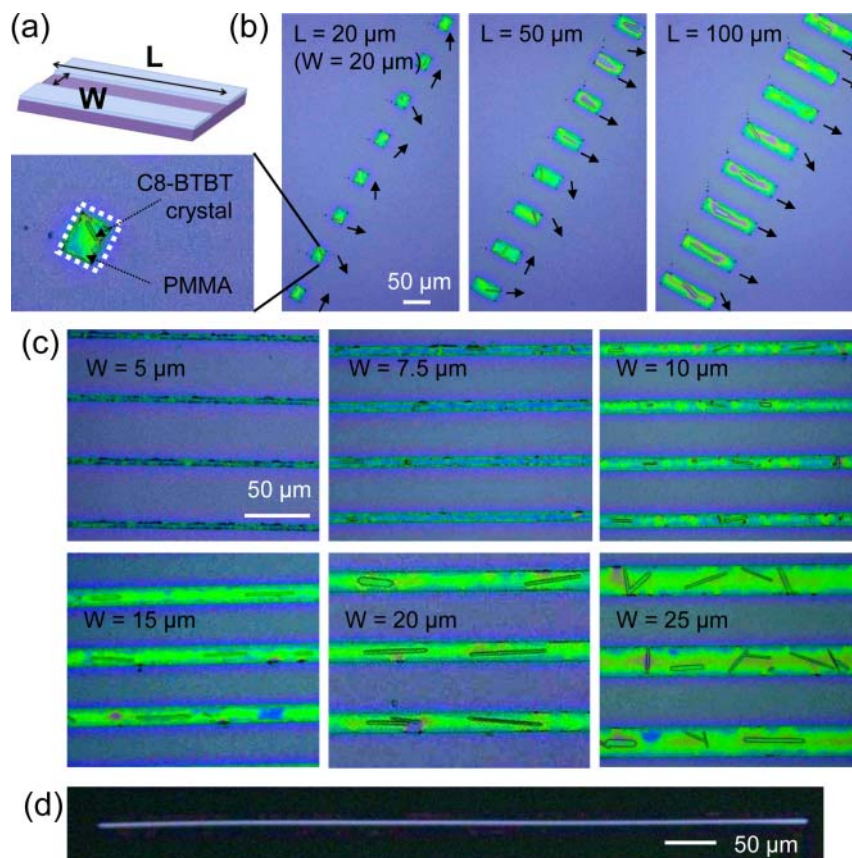 (a)
L
W
C8-BTBT
crystal
PMMA
(b)
L = 20 µm
(W = 20 µm)
50 µm
L = 50 µm
L = 100 µm
(c)
W = 5 µm
50 µm
W = 7.5 µm
W = 10 µm
W = 15 µm
W = 20 µm
W = 25 µm
(d)
50 µm